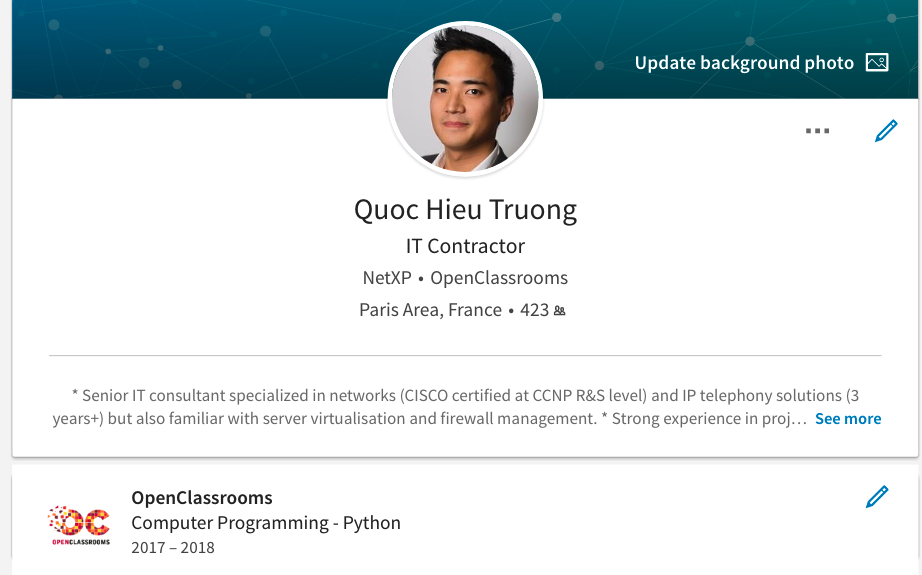 Update background photo
Quoc Hieu Truong
IT Contractor
NetXP • OpenClassrooms
Paris Area, France • 423
* Senior IT consultant specialized in networks (CISCO certified at CCNP R&S level) and IP telephony solutions (3
years+) but also familiar with server virtualisation and firewall management. * Strong experience in proj… See more
OpenClassrooms
OC
OPENCLASSROOMS
Computer Programming - Python
2017 – 2018